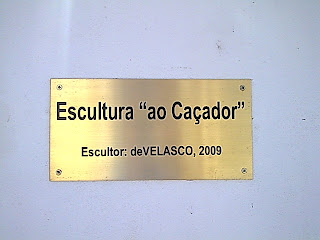 Escultura “ao Caçador”
Escultor: deVELASCO, 2009